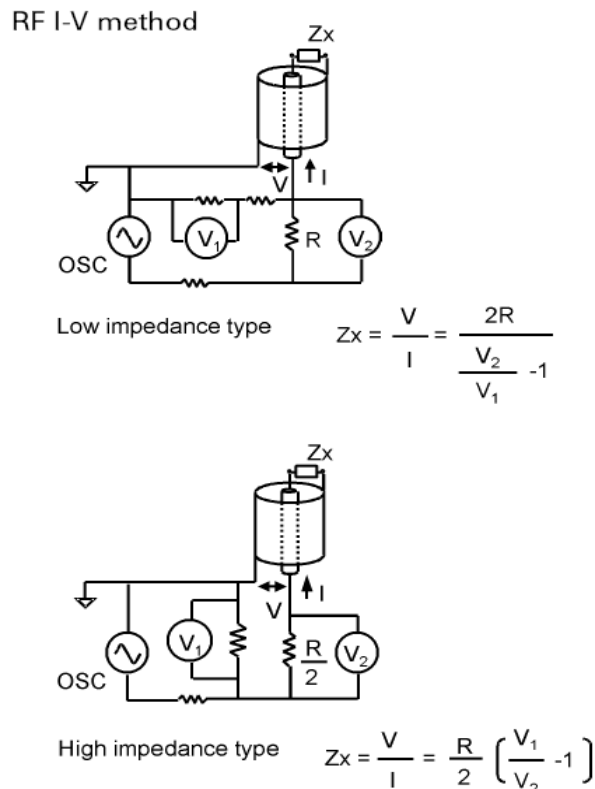 RF I-V method
Zx
V
I
V₁
R
V₂
OSC
Low impedance type
Zx = V / I = 2R / (V₂ / V₁ -1)
Zx
V
I
V₁
R / 2
V₂
OSC
High impedance type
Zx = V / I = R / 2 ( V₁ / V₂ -1 )